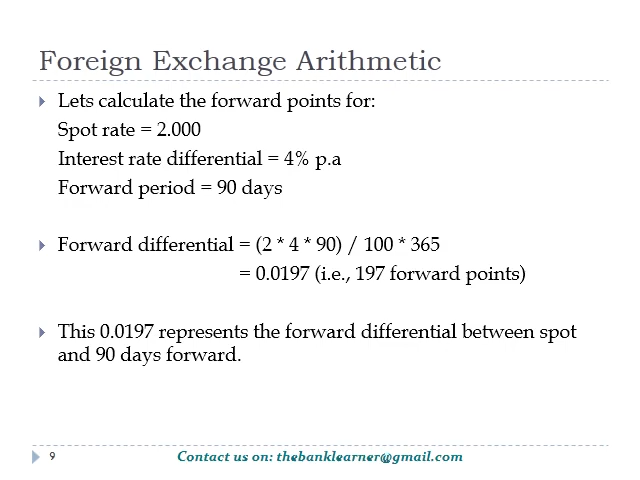 Foreign Exchange Arithmetic
Lets calculate the forward points for:
Spot rate = 2.000
Interest rate differential = 4% p.a
Forward period = 90 days
Forward differential = (2 * 4 * 90) / 100 * 365
= 0.0197 (i.e., 197 forward points)
This 0.0197 represents the forward differential between spot
and 90 days forward.
9
Contact us on: thebanklearner@gmail.com